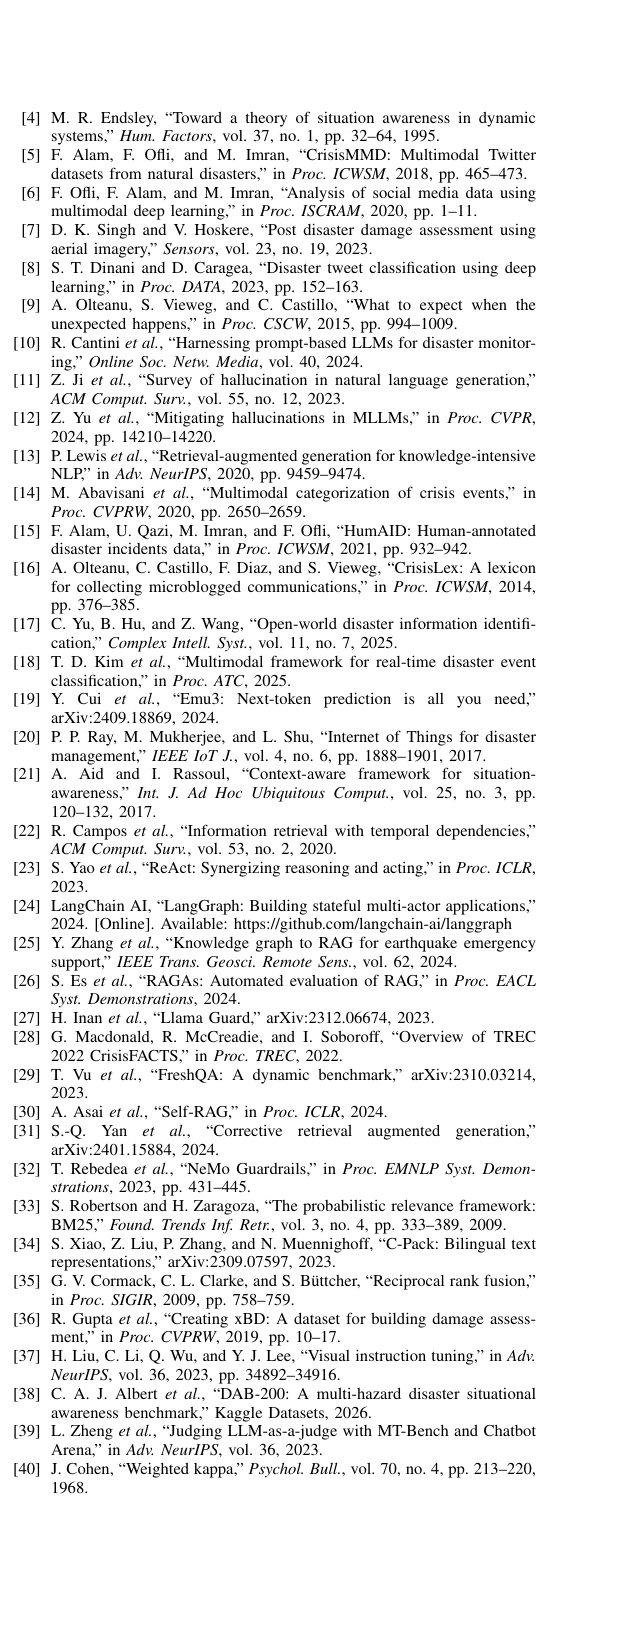 [4] M. R. Endsley, “Toward a theory of situation awareness in dynamic
systems,” Hum. Factors, vol. 37, no. 1, pp. 32–64, 1995.
[5] F. Alam, F. Ofli, and M. Imran, “CrisisMMD: Multimodal Twitter
datasets from natural disasters,” in Proc. ICWSM, 2018, pp. 465–473.
[6] F. Ofli, F. Alam, and M. Imran, “Analysis of social media data using
multimodal deep learning,” in Proc. ISCRAM, 2020, pp. 1–11.
[7] D. K. Singh and V. Hoskere, “Post disaster damage assessment using
aerial imagery,” Sensors, vol. 23, no. 19, 2023.
[8] S. T. Dinani and D. Caragea, “Disaster tweet classification using deep
learning,” in Proc. DATA, 2023, pp. 152–163.
[9] A. Olteanu, S. Vieweg, and C. Castillo, “What to expect when the
unexpected happens,” in Proc. CSCW, 2015, pp. 994–1009.
[10] R. Cantini et al., “Harnessing prompt-based LLMs for disaster monitor-
ing,” Online Soc. Netw. Media, vol. 40, 2024.
[11] Z. Ji et al., “Survey of hallucination in natural language generation,”
ACM Comput. Surv., vol. 55, no. 12, 2023.
[12] Z. Yu et al., “Mitigating hallucinations in MLLMs,” in Proc. CVPR,
2024, pp. 14210–14220.
[13] P. Lewis et al., “Retrieval-augmented generation for knowledge-intensive
NLP,” in Adv. NeurIPS, 2020, pp. 9459–9474.
[14] M. Abavisani et al., “Multimodal categorization of crisis events,” in
Proc. CVPRW, 2020, pp. 2650–2659.
[15] F. Alam, U. Qazi, M. Imran, and F. Ofli, “HumAID: Human-annotated
disaster incidents data,” in Proc. ICWSM, 2021, pp. 932–942.
[16] A. Olteanu, C. Castillo, F. Diaz, and S. Vieweg, “CrisisLex: A lexicon
for collecting microblogged communications,” in Proc. ICWSM, 2014,
pp. 376–385.
[17] C. Yu, B. Hu, and Z. Wang, “Open-world disaster information identifi-
cation,” Complex Intell. Syst., vol. 11, no. 7, 2025.
[18] T. D. Kim et al., “Multimodal framework for real-time disaster event
classification,” in Proc. ATC, 2025.
[19] Y. Cui et al., “Emu3: Next-token prediction is all you need,”
arXiv:2409.18869, 2024.
[20] P. P. Ray, M. Mukherjee, and L. Shu, “Internet of Things for disaster
management,” IEEE IoT J., vol. 4, no. 6, pp. 1888–1901, 2017.
[21] A. Aid and I. Rassoul, “Context-aware framework for situation-
awareness,” Int. J. Ad Hoc Ubiquitous Comput., vol. 25, no. 3, pp.
120–132, 2017.
[22] R. Campos et al., “Information retrieval with temporal dependencies,”
ACM Comput. Surv., vol. 53, no. 2, 2020.
[23] S. Yao et al., “ReAct: Synergizing reasoning and acting,” in Proc. ICLR,
2023.
[24] LangChain AI, “LangGraph: Building stateful multi-actor applications,”
2024. [Online]. Available: https://github.com/langchain-ai/langgraph
[25] Y. Zhang et al., “Knowledge graph to RAG for earthquake emergency
support,” IEEE Trans. Geosci. Remote Sens., vol. 62, 2024.
[26] S. Es et al., “RAGAs: Automated evaluation of RAG,” in Proc. EACL
Syst. Demonstrations, 2024.
[27] H. Inan et al., “Llama Guard,” arXiv:2312.06674, 2023.
[28] G. Macdonald, R. McCreadie, and I. Soboroff, “Overview of TREC
2022 CrisisFACTS,” in Proc. TREC, 2022.
[29] T. Vu et al., “FreshQA: A dynamic benchmark,” arXiv:2310.03214,
2023.
[30] A. Asai et al., “Self-RAG,” in Proc. ICLR, 2024.
[31] S.-Q. Yan et al., “Corrective retrieval augmented generation,”
arXiv:2401.15884, 2024.
[32] T. Rebedea et al., “NeMo Guardrails,” in Proc. EMNLP Syst. Demon-
strations, 2023, pp. 431–445.
[33] S. Robertson and H. Zaragoza, “The probabilistic relevance framework:
BM25,” Found. Trends Inf. Retr., vol. 3, no. 4, pp. 333–389, 2009.
[34] S. Xiao, Z. Liu, P. Zhang, and N. Muennighoff, “C-Pack: Bilingual text
representations,” arXiv:2309.07597, 2023.
[35] G. V. Cormack, C. L. Clarke, and S. Büttcher, “Reciprocal rank fusion,”
in Proc. SIGIR, 2009, pp. 758–759.
[36] R. Gupta et al., “Creating xBD: A dataset for building damage assess-
ment,” in Proc. CVPRW, 2019, pp. 10–17.
[37] H. Liu, C. Li, Q. Wu, and Y. J. Lee, “Visual instruction tuning,” in Adv.
NeurIPS, vol. 36, 2023, pp. 34892–34916.
[38] C. A. J. Albert et al., “DAB-200: A multi-hazard disaster situational
awareness benchmark,” Kaggle Datasets, 2026.
[39] L. Zheng et al., “Judging LLM-as-a-judge with MT-Bench and Chatbot
Arena,” in Adv. NeurIPS, vol. 36, 2023.
[40] J. Cohen, “Weighted kappa,” Psychol. Bull., vol. 70, no. 4, pp. 213–220,
1968.